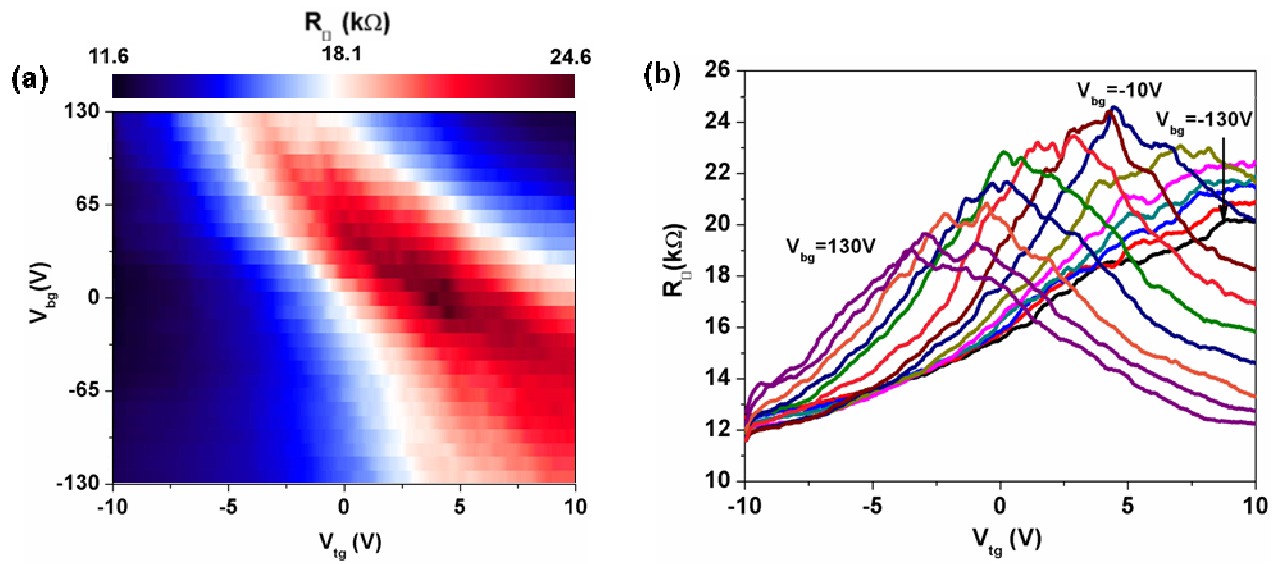 (a)
R□ (kΩ)
11.6 18.1 24.6
130
65
0
-65
-130
V_bg(V)
-10 -5 0 5 10
V_tg (V)
(b)
26
24
22
20
18
16
14
12
10
R□(kΩ)
V_bg=-10V
V_bg=-130V
V_bg=130V
-10 -5 0 5 10
V_tg (V)